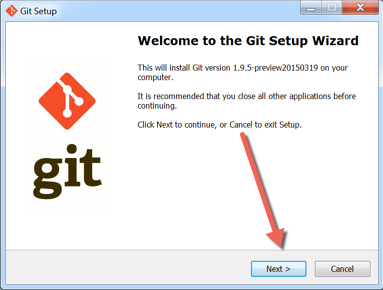 Git Setup
Welcome to the Git Setup Wizard
This will install Git version 1.9.5-preview20150319 on your
computer.
It is recommended that you close all other applications before
continuing.
Click Next to continue, or Cancel to exit Setup.
git
Next >
Cancel